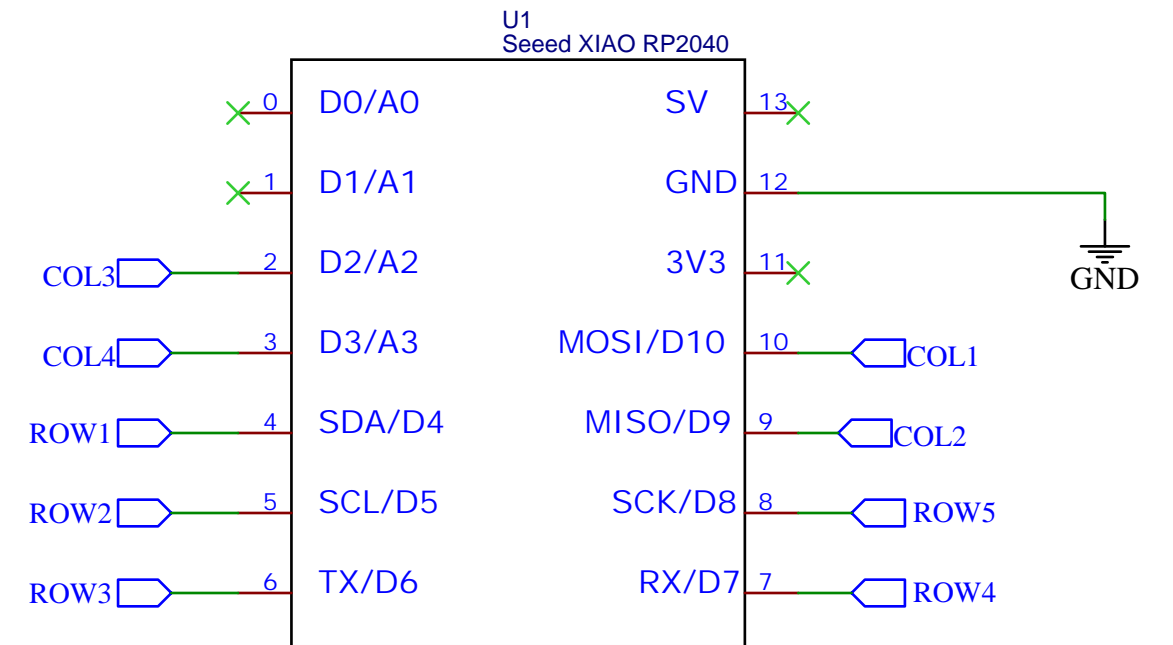 U1
Seeed XIAO RP2040
0 D0/A0 SV 13
1 D1/A1 GND 12
GND
COL3 2 D2/A2 3V3 11
COL4 3 D3/A3 MOSI/D10 10 COL1
ROW1 4 SDA/D4 MISO/D9 9 COL2
ROW2 5 SCL/D5 SCK/D8 8 ROW5
ROW3 6 TX/D6 RX/D7 7 ROW4